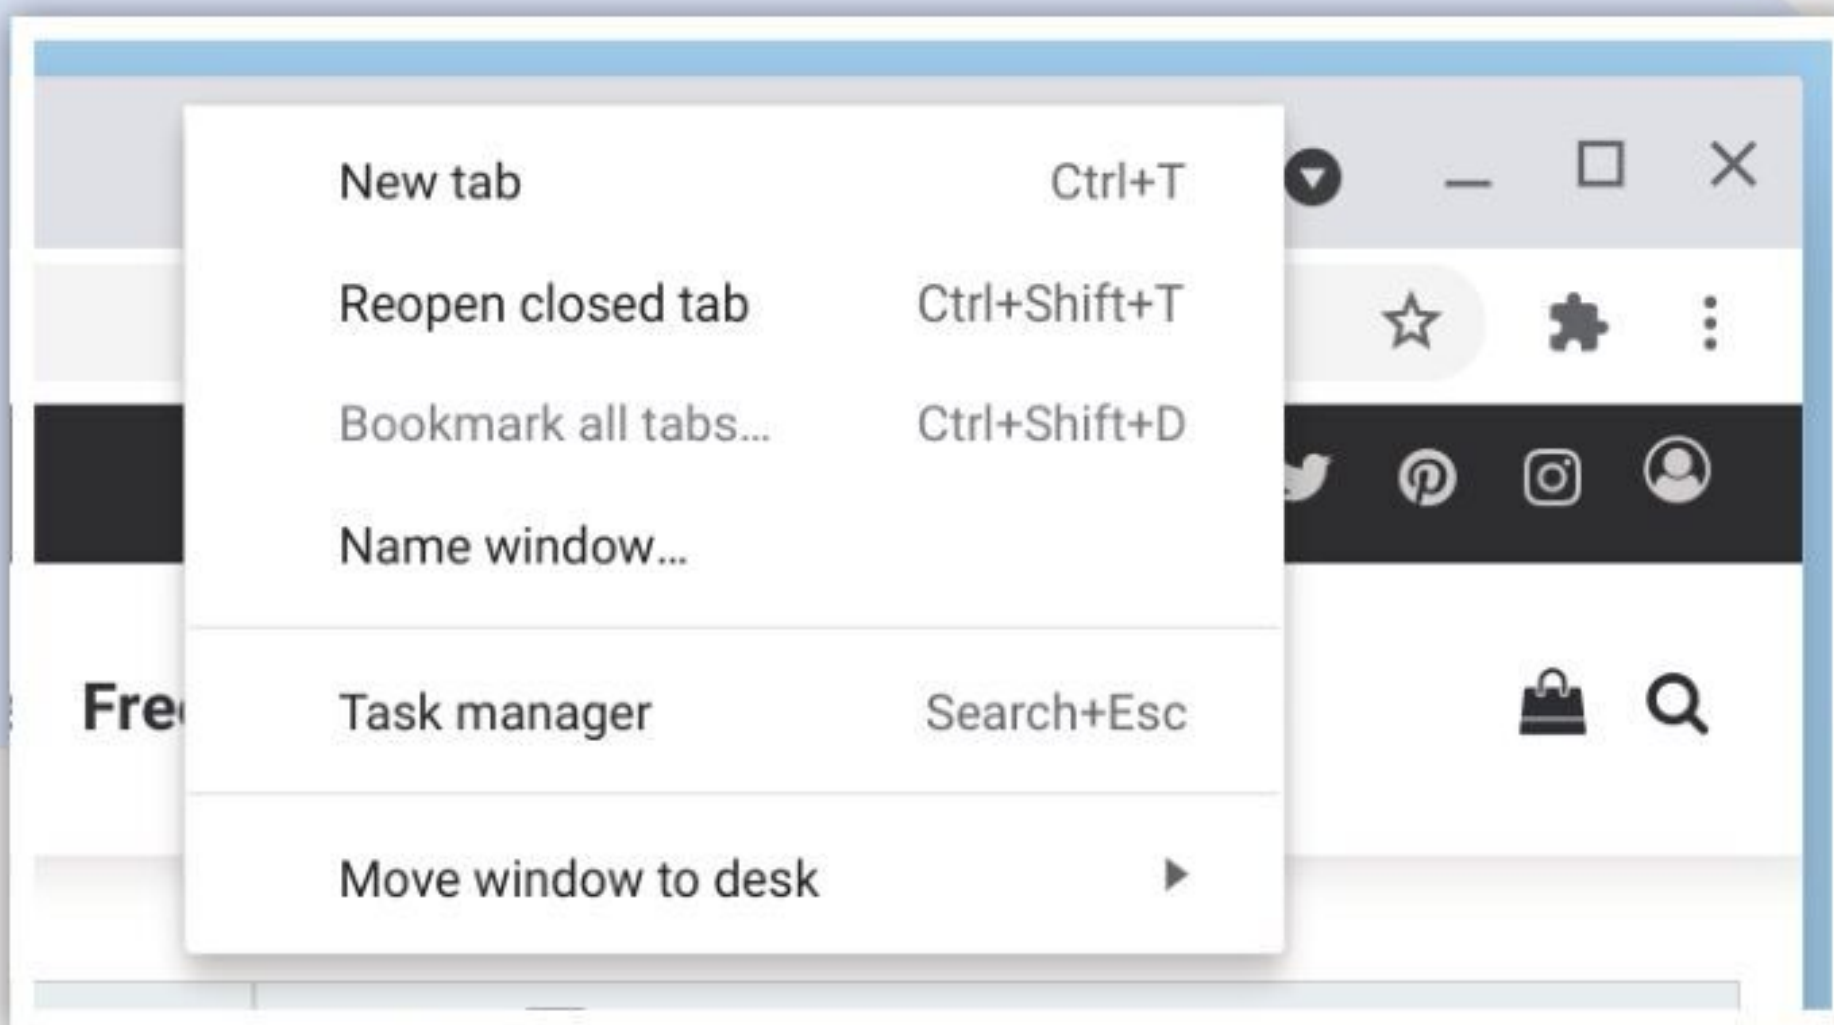 New tab Ctrl+T
Reopen closed tab Ctrl+Shift+T
Bookmark all tabs... Ctrl+Shift+D
Name window...
Fre
Task manager Search+Esc
Move window to desk